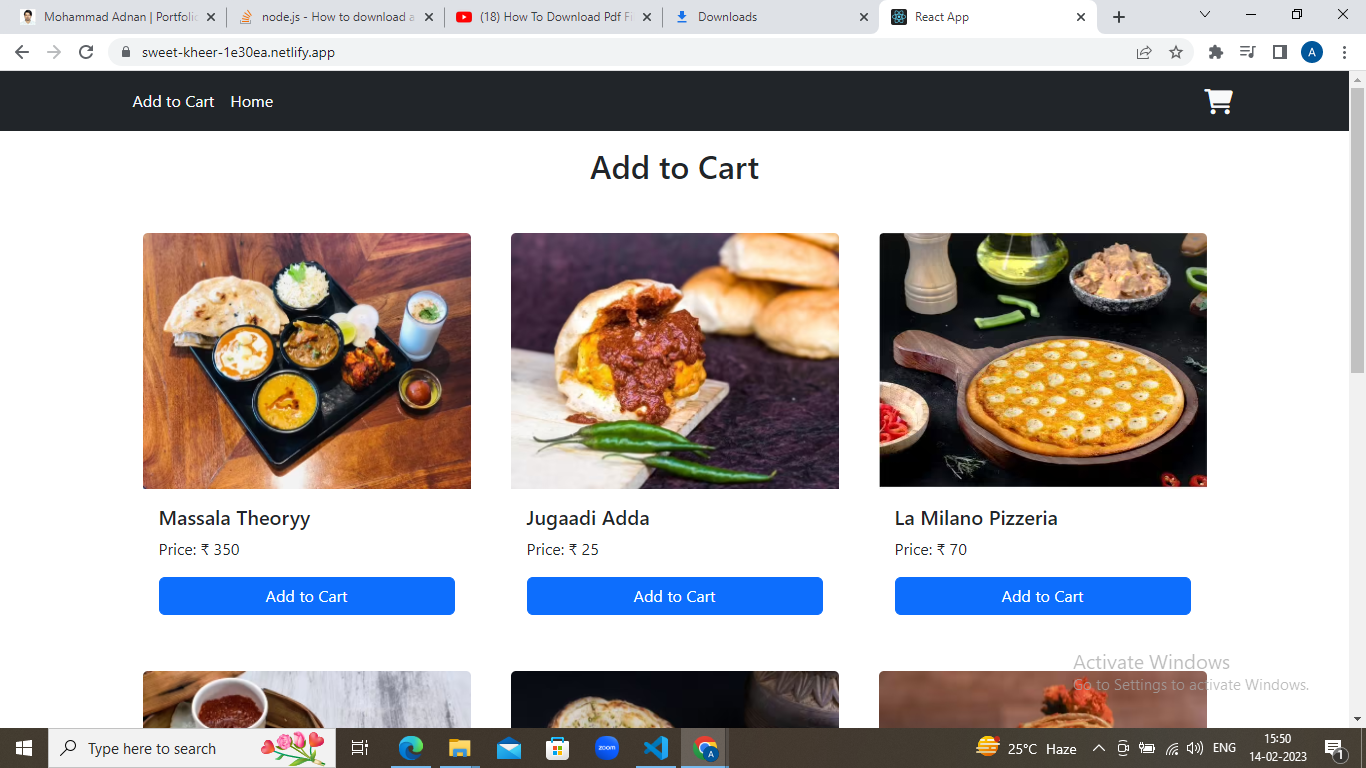 Mohammad Adnan | Portfolio
node.js - How to download a
(18) How To Download Pdf Fi
Downloads
React App
sweet-kheer-1e30ea.netlify.app
A
Add to Cart Home
Add to Cart
Massala Theoryy
Price: ₹ 350
Add to Cart
Jugaadi Adda
Price: ₹ 25
Add to Cart
La Milano Pizzeria
Price: ₹ 70
Add to Cart
Activate Windows
Go to Settings to activate Windows.
Type here to search
zoom
A
25°C Haze
ENG
15:50
14-02-2023
1